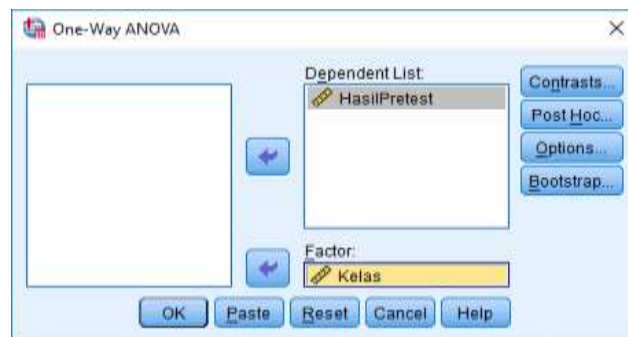 One-Way ANOVA
Dependent List:
HasilPretest
Contrasts...
Post Hoc...
Options...
Bootstrap...
Factor:
Kelas
OK Paste Reset Cancel Help